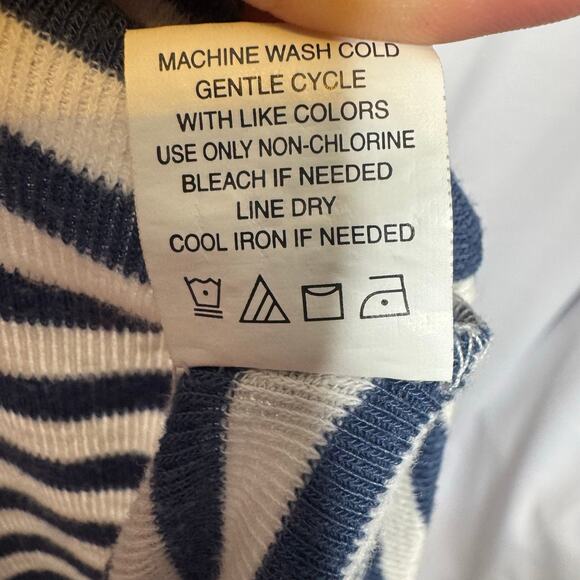 MACHINE WASH COLD
GENTLE CYCLE
WITH LIKE COLORS
USE ONLY NON-CHLORINE
BLEACH IF NEEDED
LINE DRY
COOL IRON IF NEEDED